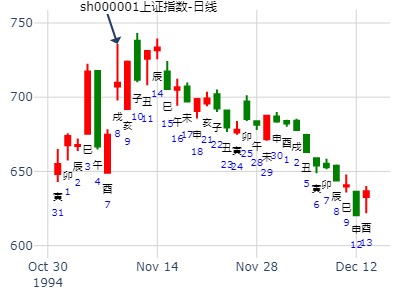 sh000001上证指数-日线
750
700
650
600
寅
31
卯
1
辰
2
巳
3
午
4
酉
7
戌
8
亥
9
子
10
丑
11
辰
14
巳
15
午
16
未
17
申
18
亥
21
子
22
丑
23
寅
24
卯
25
午
28
未
29
申
30
酉
1
戌
2
丑
5
寅
6
卯
7
辰
8
巳
9
申
12
酉
13
Oct 30
1994
Nov 14
Nov 28
Dec 12